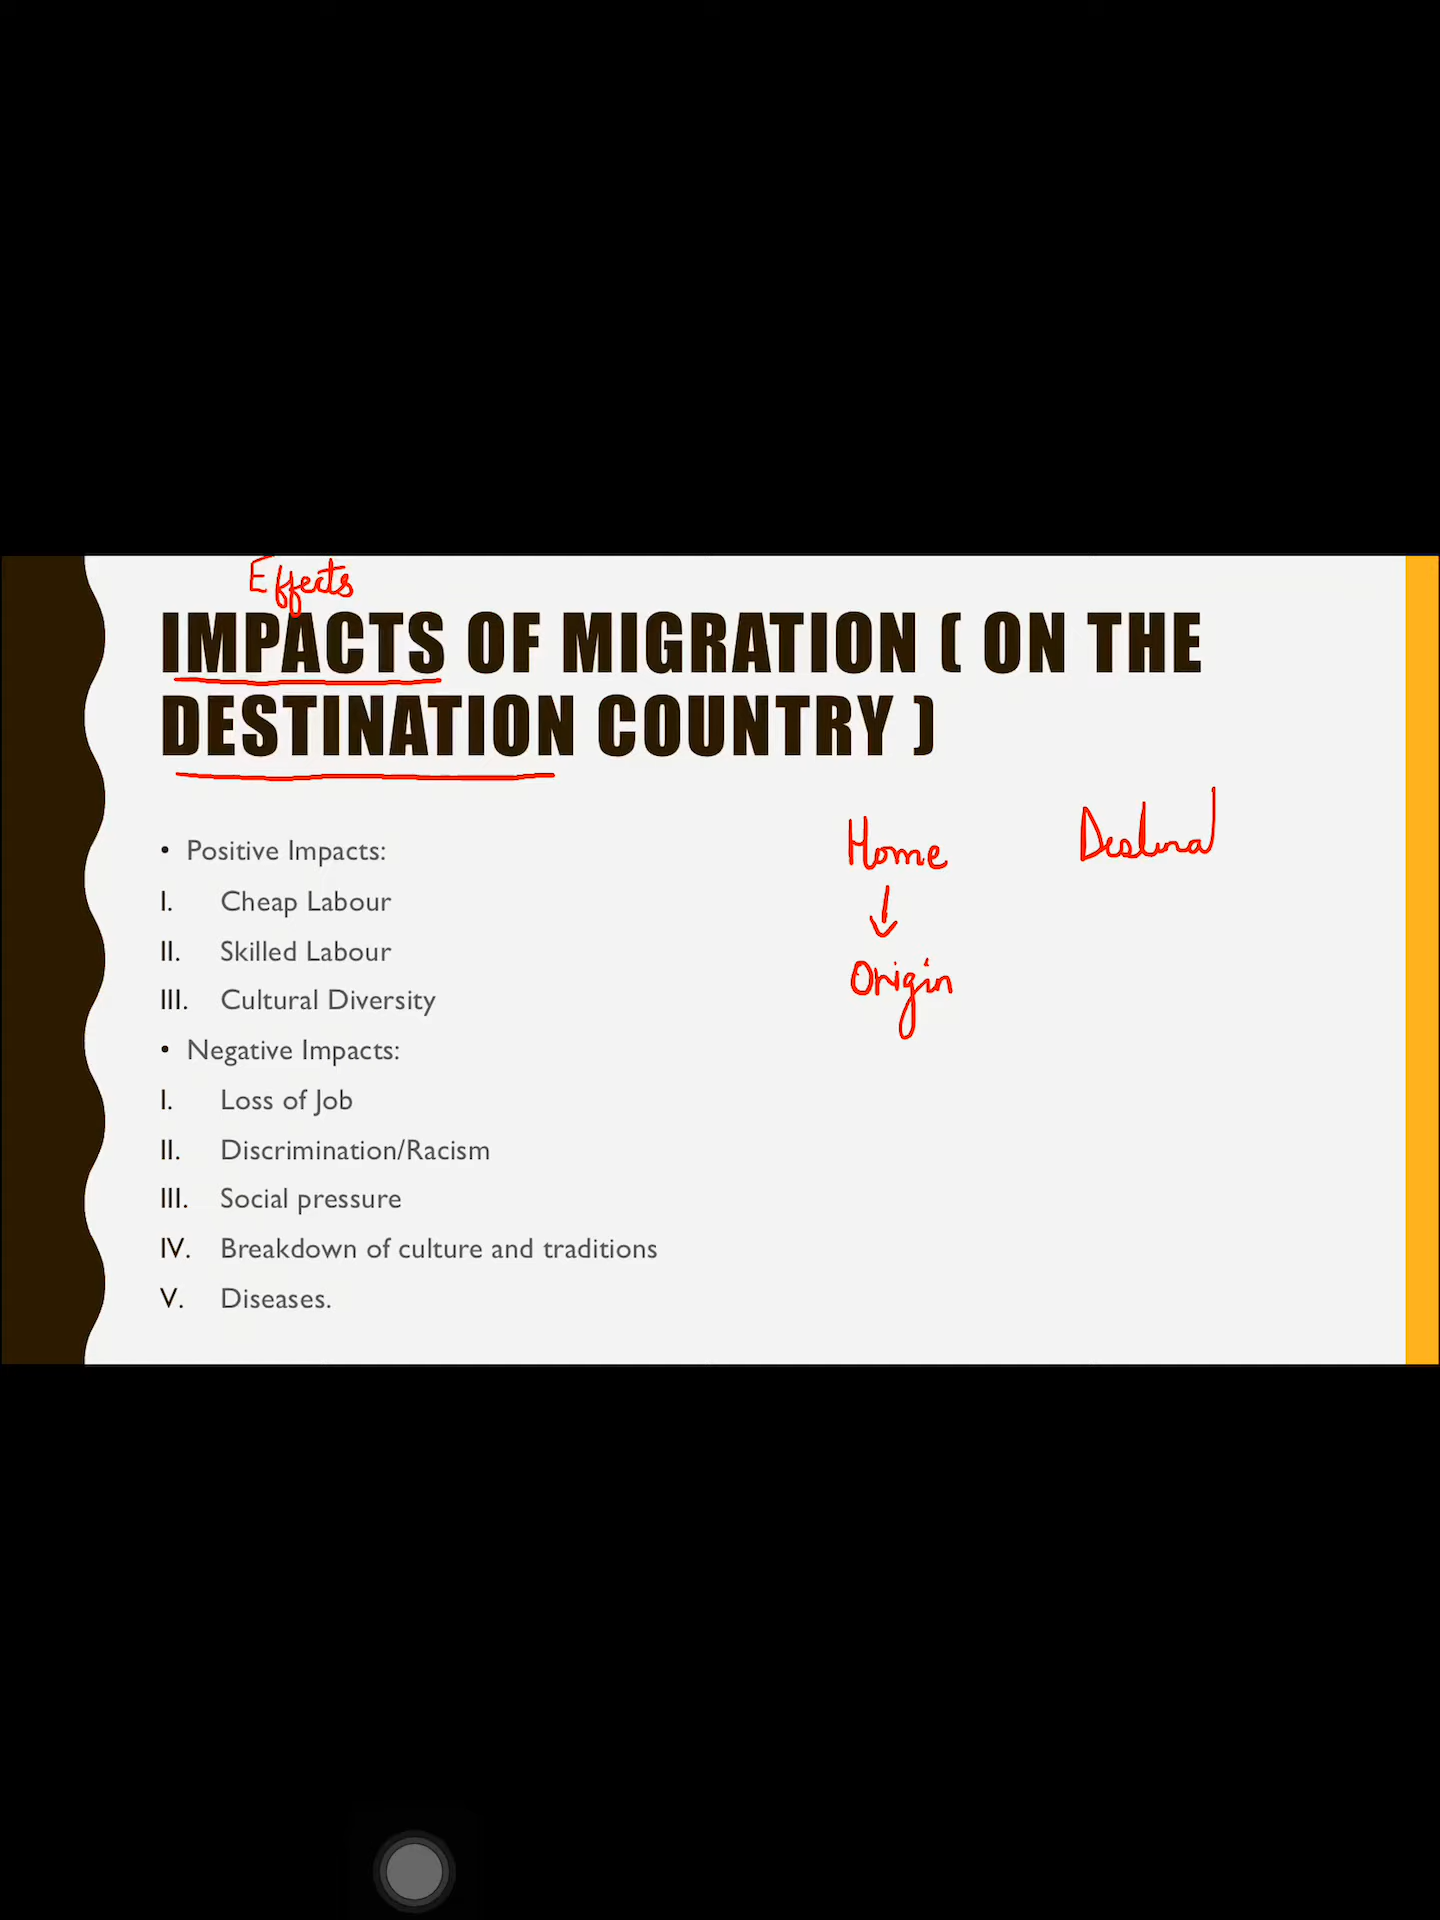 Effects
IMPACTS OF MIGRATION ( ON THE
DESTINATION COUNTRY )
Home
Destina
↓
Origin
• Positive Impacts:
I. Cheap Labour
II. Skilled Labour
III. Cultural Diversity
• Negative Impacts:
I. Loss of Job
II. Discrimination/Racism
III. Social pressure
IV. Breakdown of culture and traditions
V. Diseases.